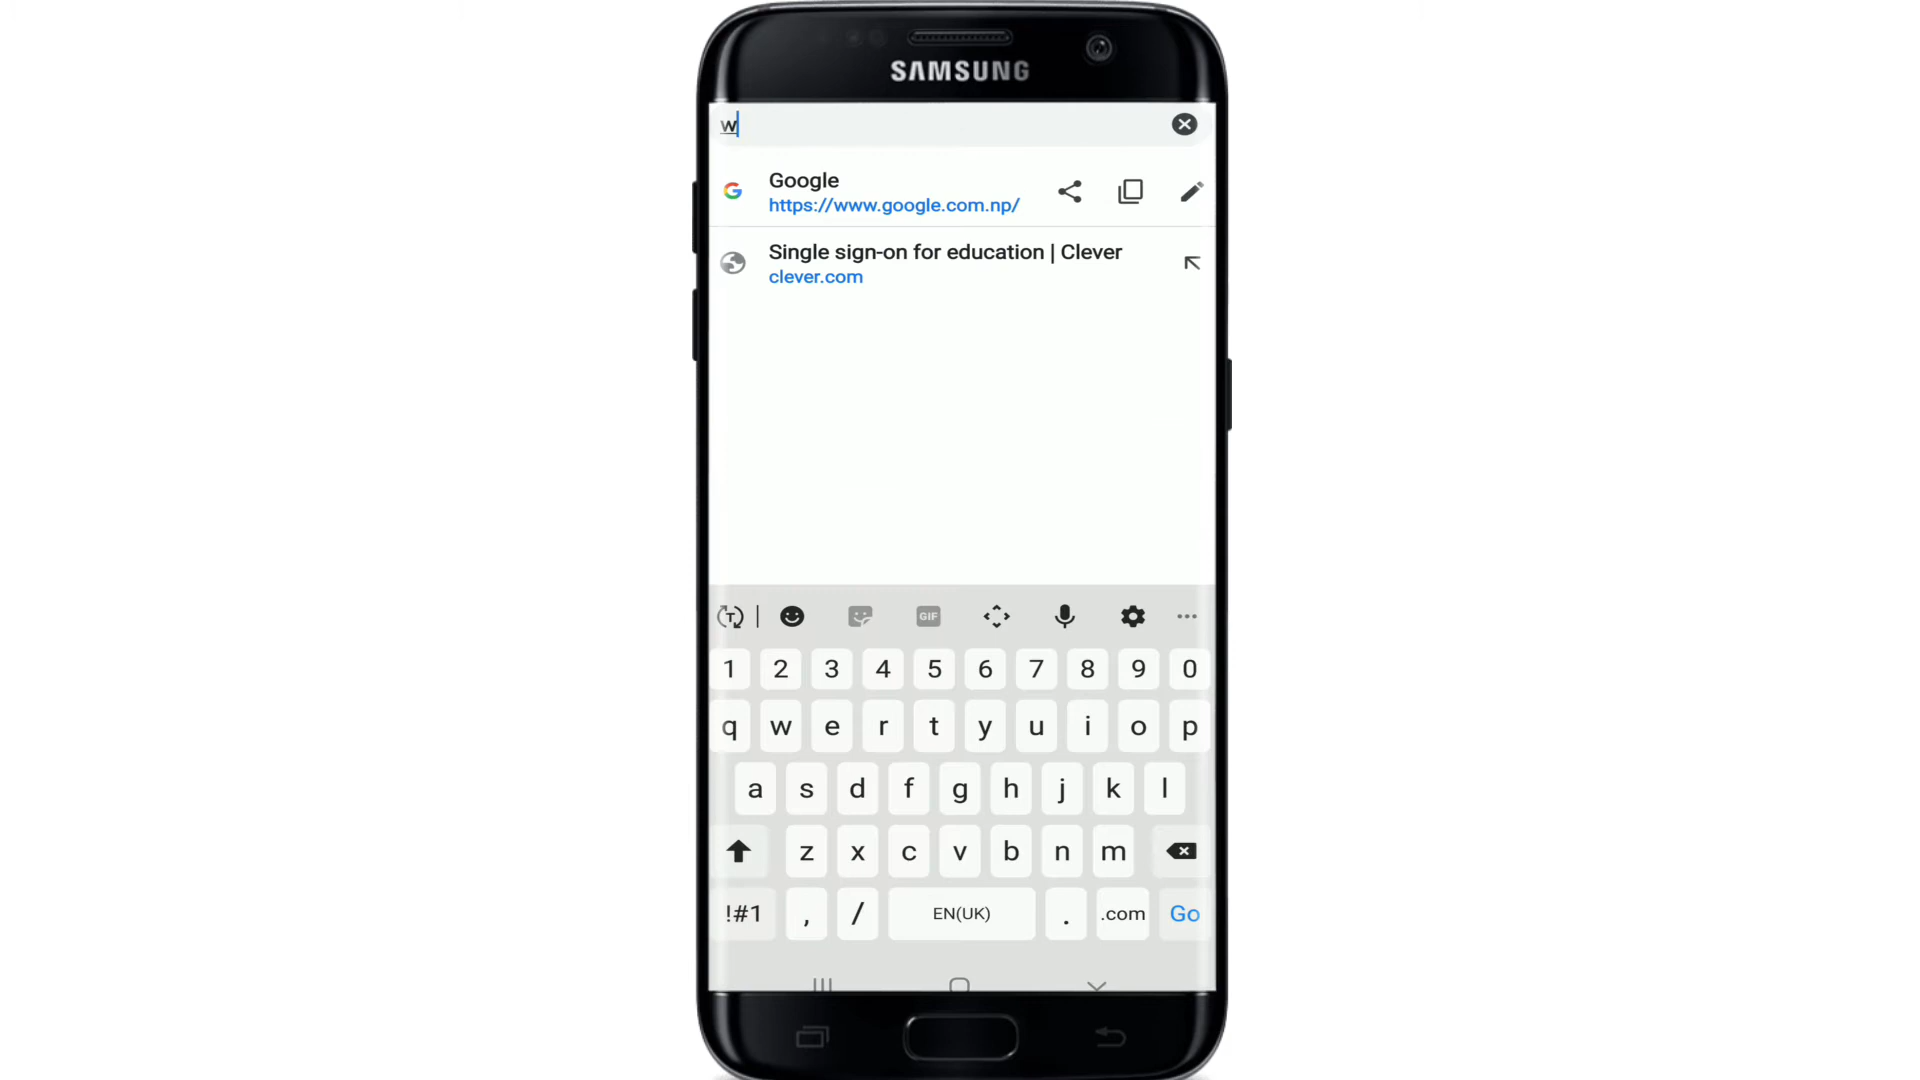 SAMSUNG
w
Google
https://www.google.com.np/
Single sign-on for education | Clever
clever.com
T GIF
1 2 3 4 5 6 7 8 9 0
q w e r t y u i o p
a s d f g h j k l
z x c v b n m
!#1 , / EN(UK) . .com Go